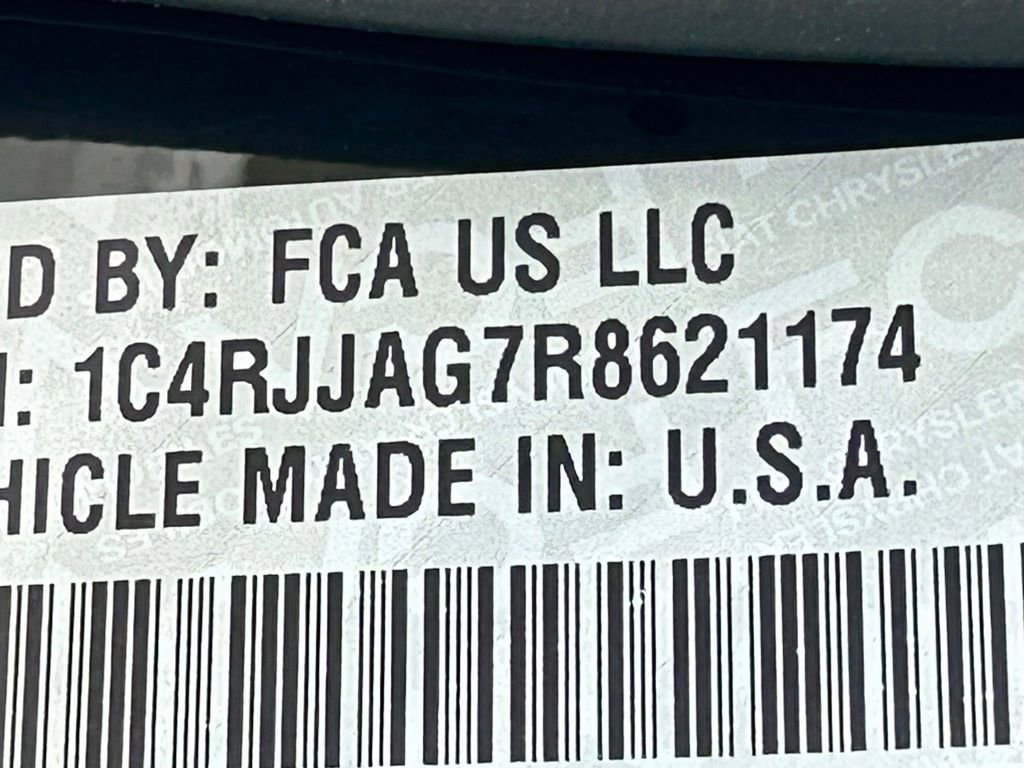 D BY: FCA US LLC
: 1C4RJJAG7R8621174
HICLE MADE IN: U.S.A.